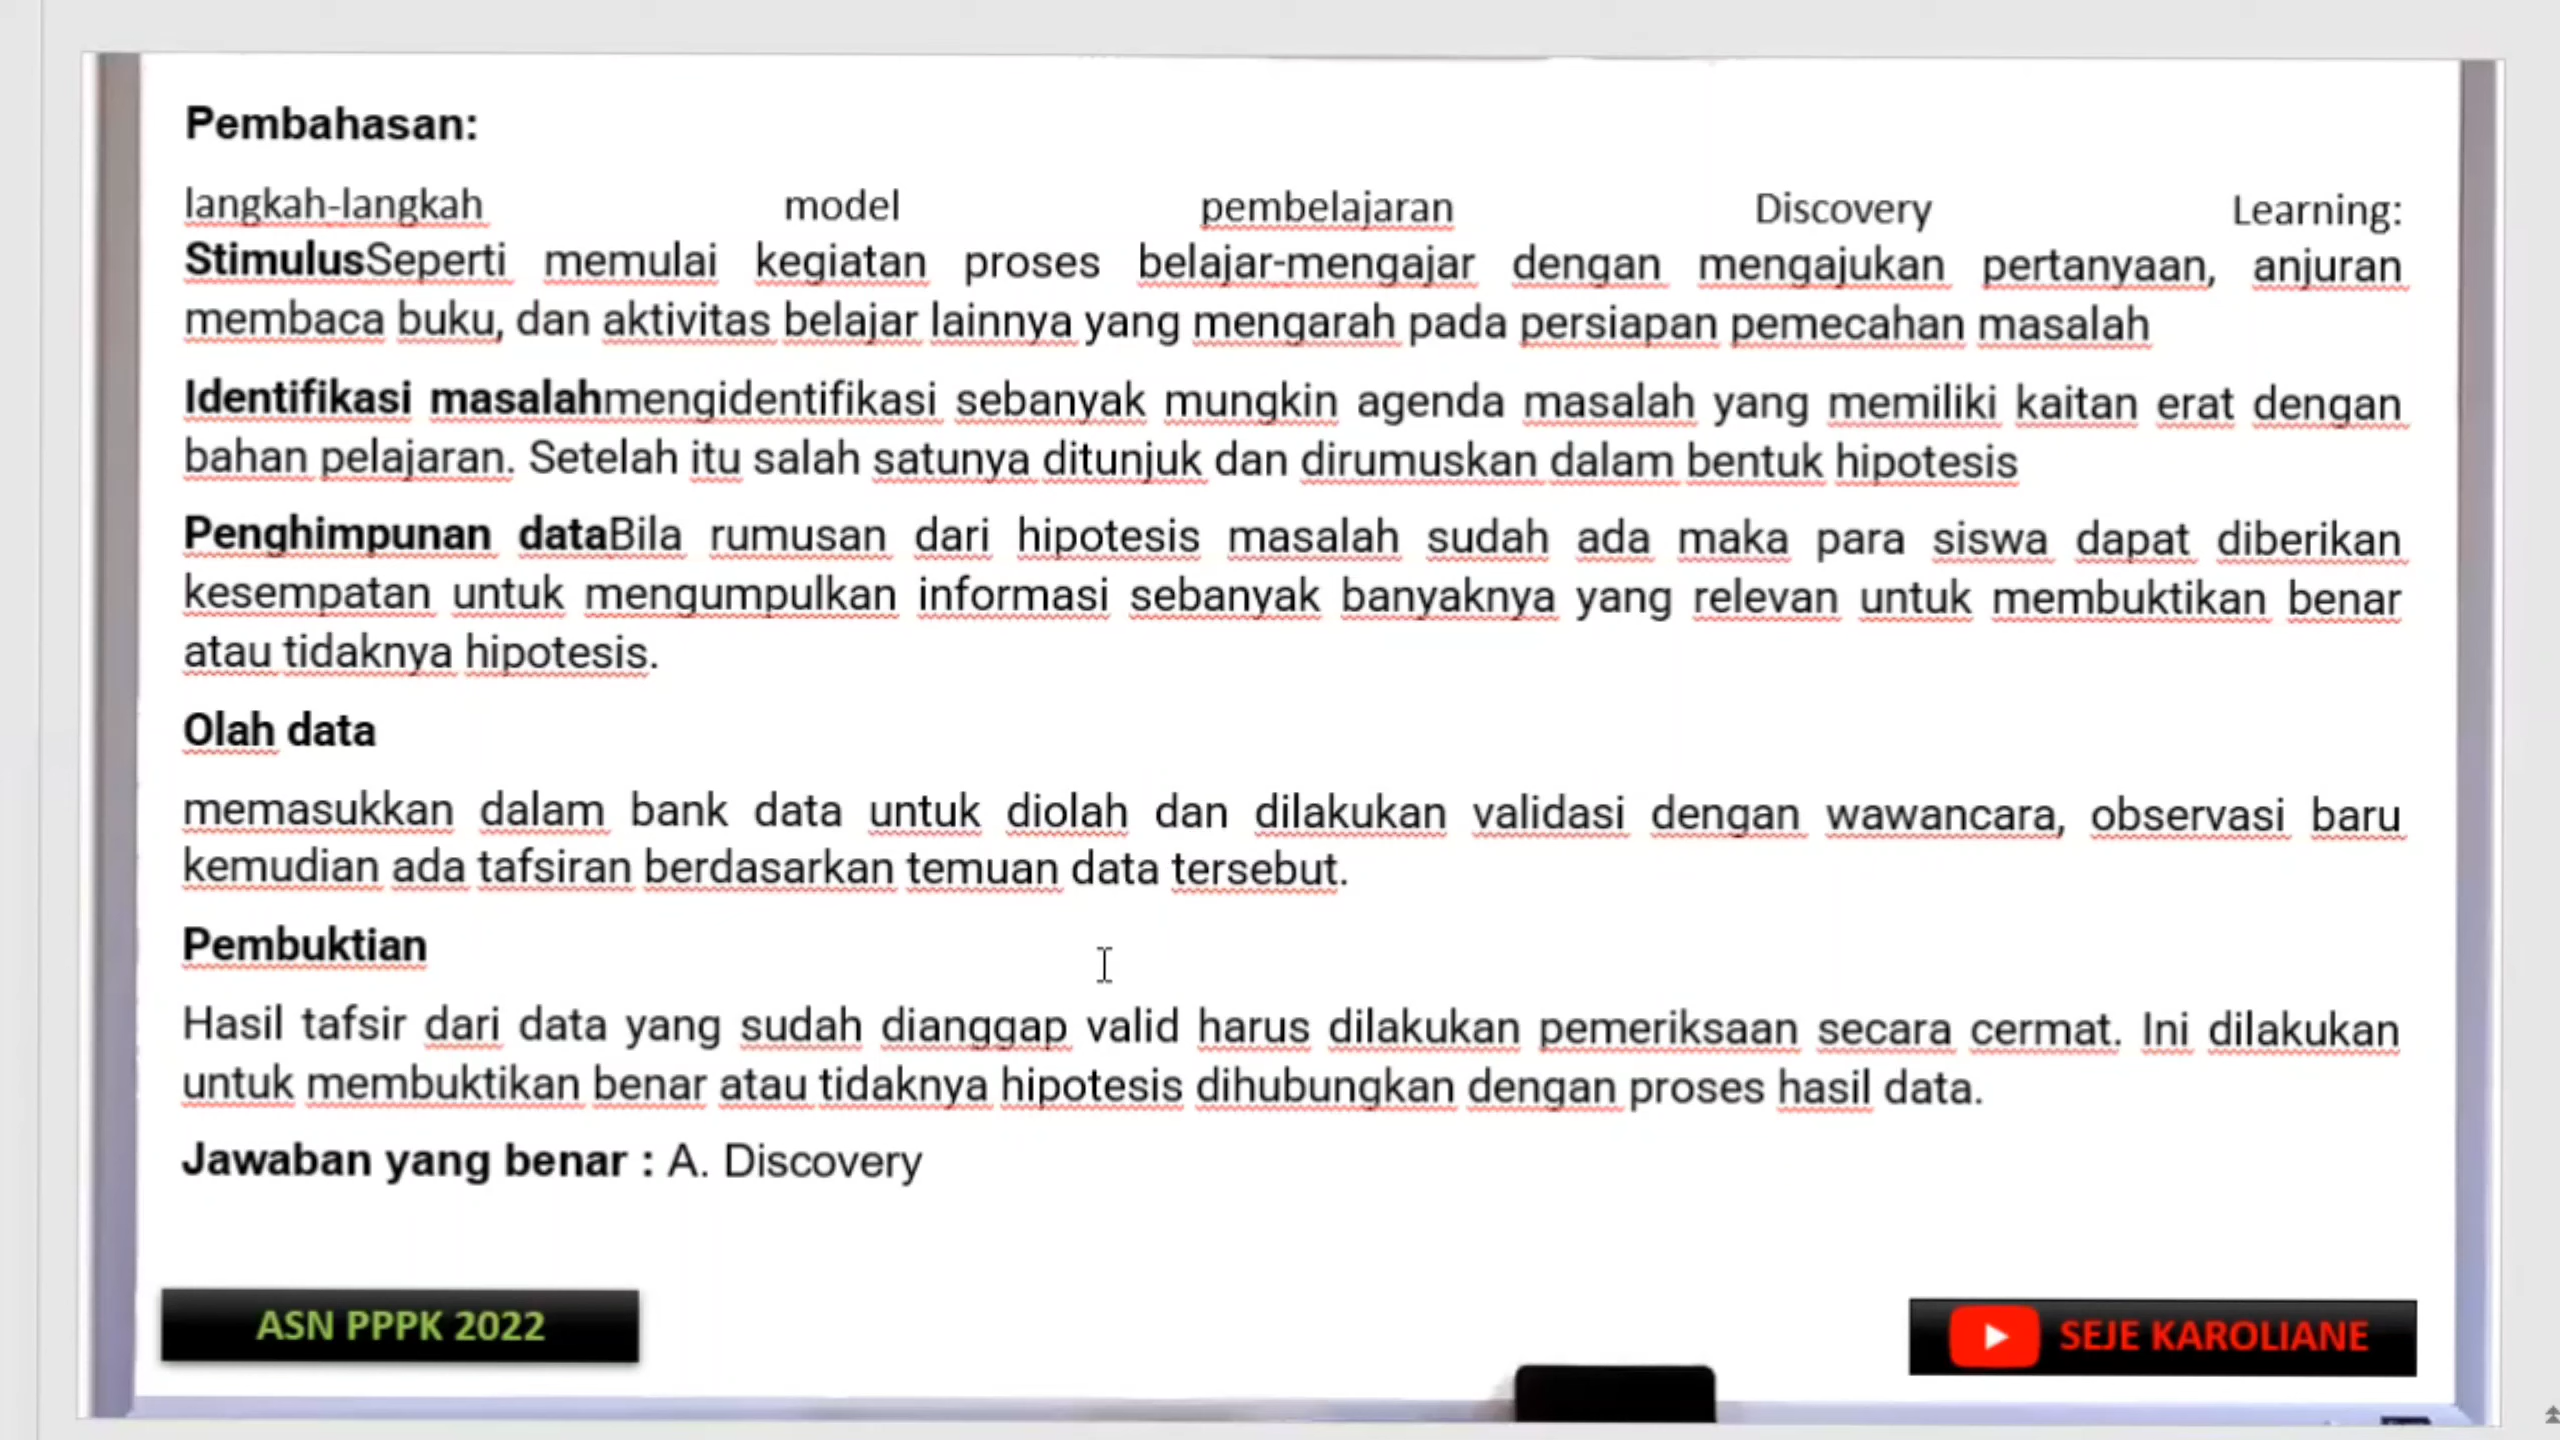 Pembahasan:
langkah-langkah model pembelajaran Discovery Learning:
StimulusSeperti memulai kegiatan proses belajar-mengajar dengan mengajukan pertanyaan, anjuran
membaca buku, dan aktivitas belajar lainnya yang mengarah pada persiapan pemecahan masalah
Identifikasi masalahmengidentifikasi sebanyak mungkin agenda masalah yang memiliki kaitan erat dengan
bahan pelajaran. Setelah itu salah satunya ditunjuk dan dirumuskan dalam bentuk hipotesis
Penghimpunan dataBila rumusan dari hipotesis masalah sudah ada maka para siswa dapat diberikan
kesempatan untuk mengumpulkan informasi sebanyak banyaknya yang relevan untuk membuktikan benar
atau tidaknya hipotesis.
Olah data
memasukkan dalam bank data untuk diolah dan dilakukan validasi dengan wawancara, observasi baru
kemudian ada tafsiran berdasarkan temuan data tersebut.
Pembuktian
Hasil tafsir dari data yang sudah dianggap valid harus dilakukan pemeriksaan secara cermat. Ini dilakukan
untuk membuktikan benar atau tidaknya hipotesis dihubungkan dengan proses hasil data.
Jawaban yang benar : A. Discovery
ASN PPPK 2022
SEJE KAROLIANE